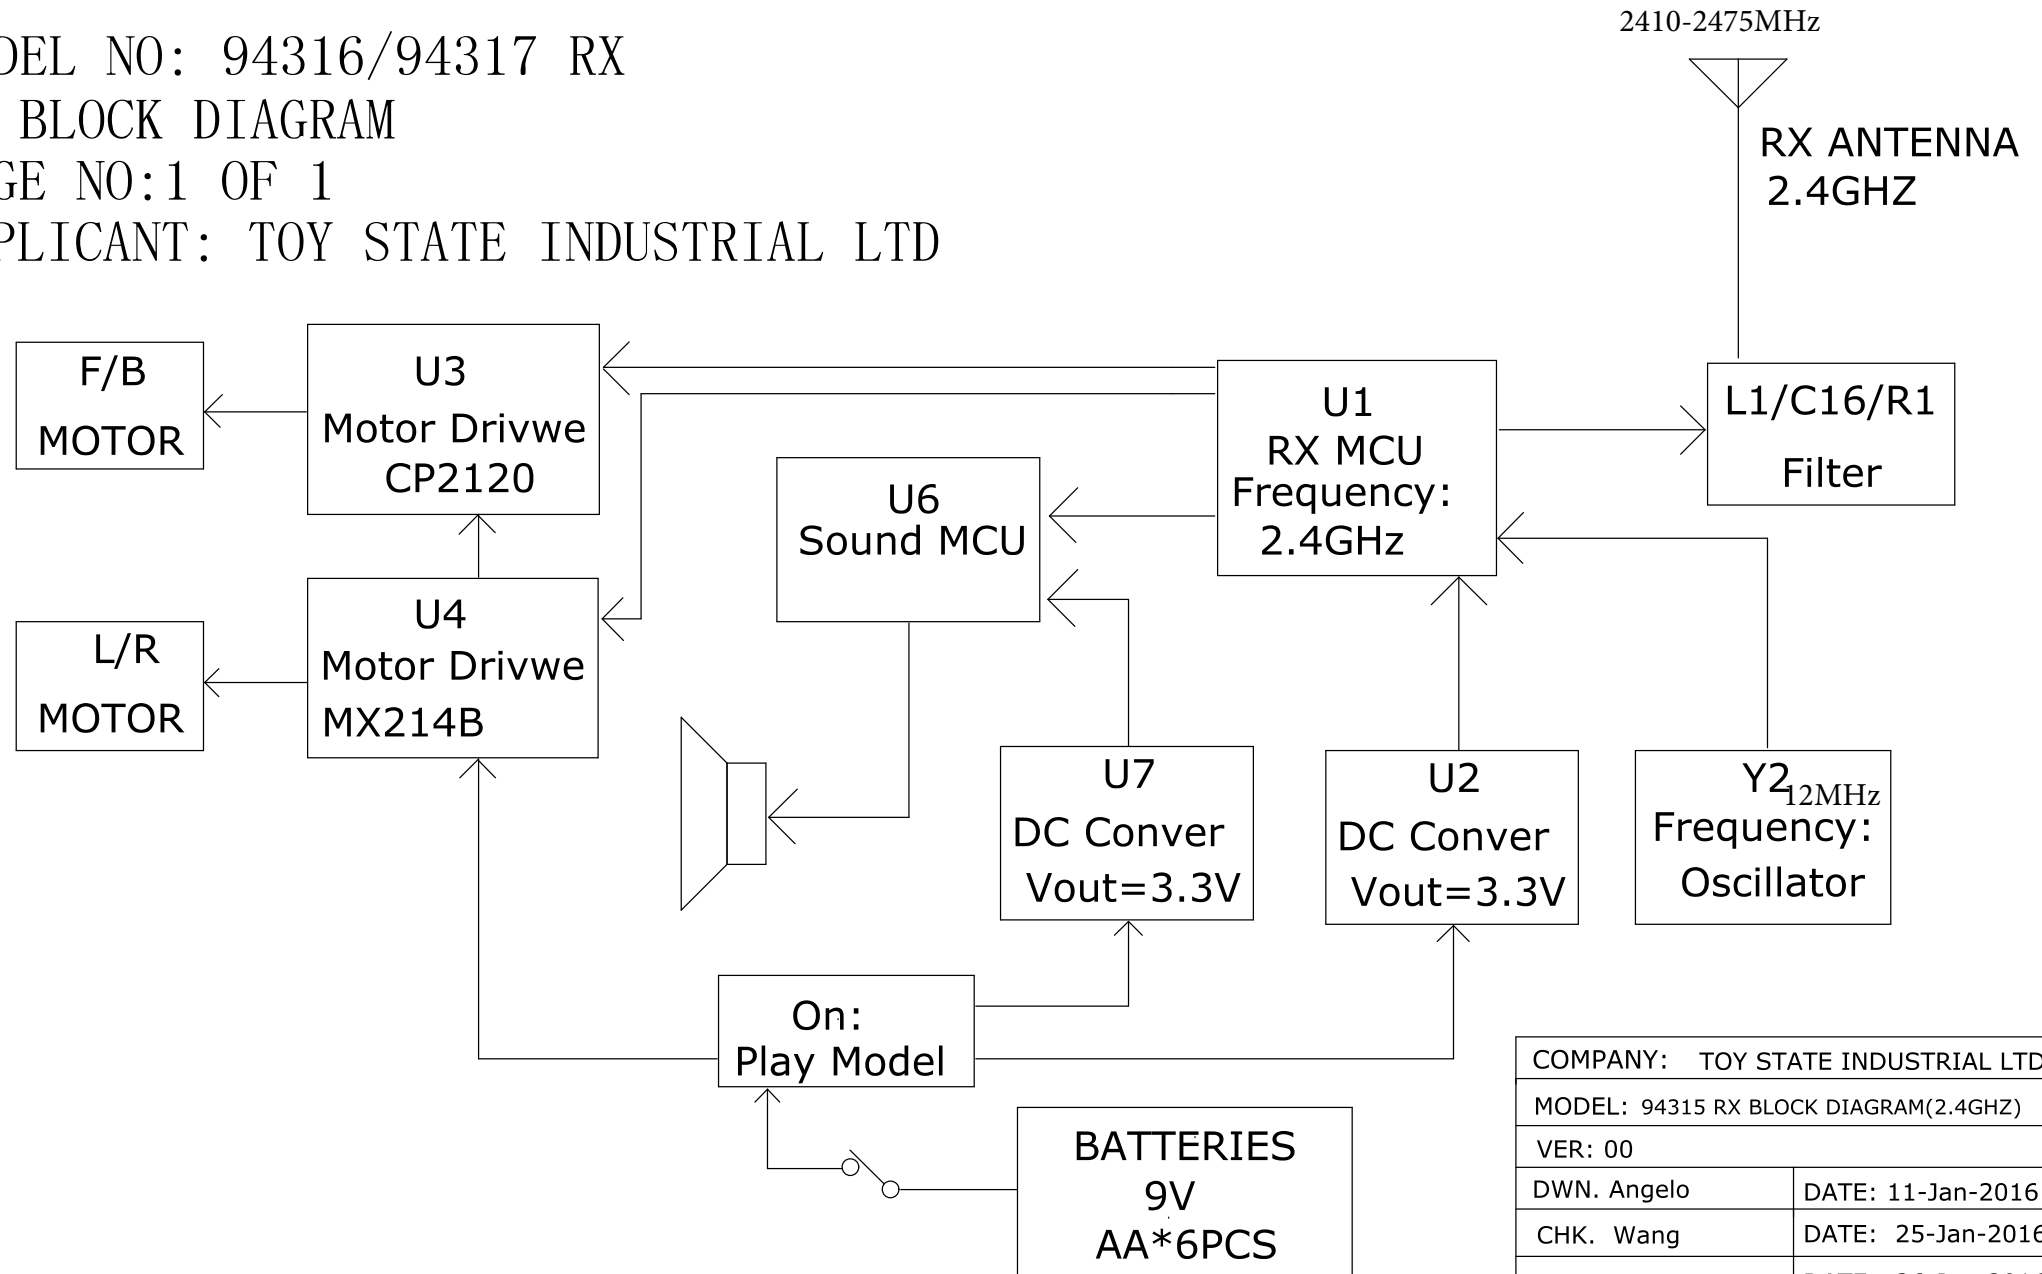 DEL NO: 94316/94317 RX
BLOCK DIAGRAM
GE NO:1 OF 1
PLICANT: TOY STATE INDUSTRIAL LTD
2410-2475MHz
RX ANTENNA
2.4GHZ
F/B
MOTOR
U3
Motor Drivwe
CP2120
U1
RX MCU
Frequency:
2.4GHz
L1/C16/R1
Filter
U6
Sound MCU
L/R
MOTOR
U4
Motor Drivwe
MX214B
U7
DC Conver
Vout=3.3V
U2
DC Conver
Vout=3.3V
Y2
12MHz
Frequency:
Oscillator
On:
Play Model
BATTERIES
9V
AA*6PCS
COMPANY: TOY STATE INDUSTRIAL LTD
MODEL: 94315 RX BLOCK DIAGRAM(2.4GHZ)
VER: 00
DWN. Angelo DATE: 11-Jan-2016
CHK. Wang DATE: 25-Jan-2016